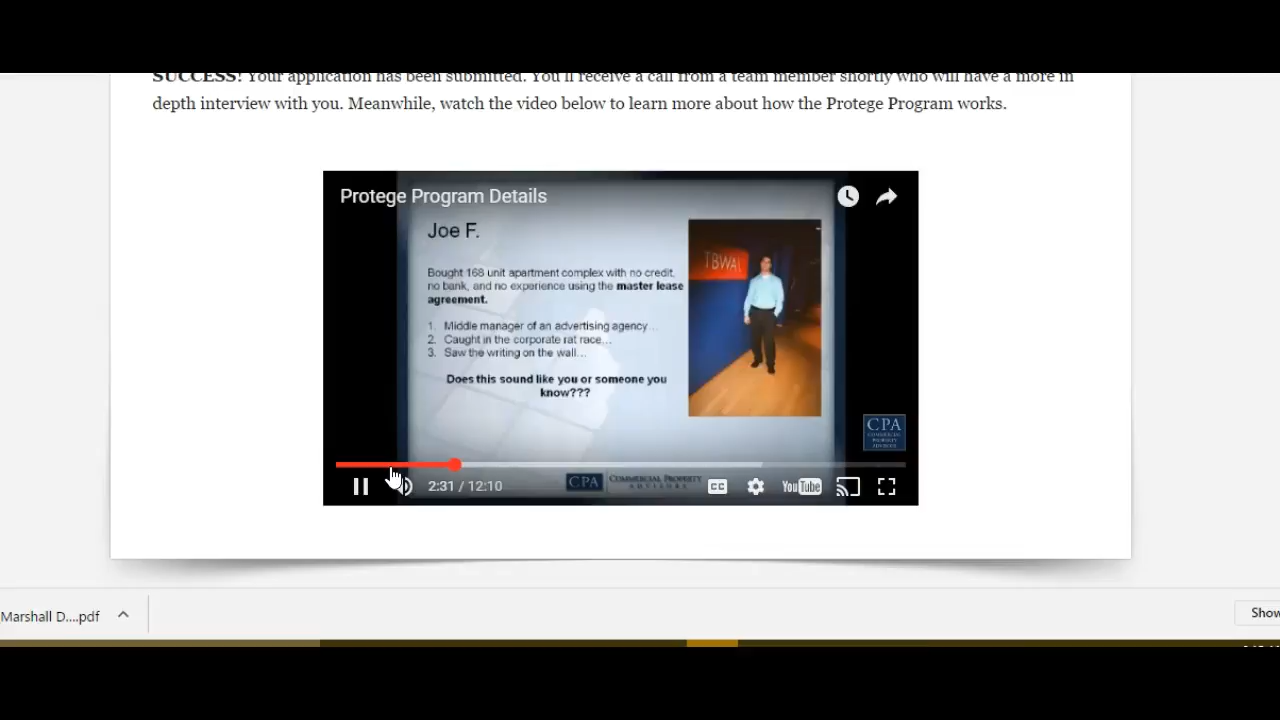 SUCCESS! Your application has been submitted. You'll receive a call from a team member shortly who will have a more in
depth interview with you. Meanwhile, watch the video below to learn more about how the Protege Program works.
Protege Program Details
Joe F.
TBWA\
Bought 168 unit apartment complex with no credit,
no bank, and no experience using the master lease
agreement.
1. Middle manager of an advertising agency...
2. Caught in the corporate rat race...
3. Saw the writing on the wall...
Does this sound like you or someone you
know???
CPA
COMMERCIAL
PROPERTY
ADVISORS
2:31 / 12:10
CPA
COMMERCIAL PROPERTY
ADVISORS
CC
YouTube
Marshall D....pdf
Show